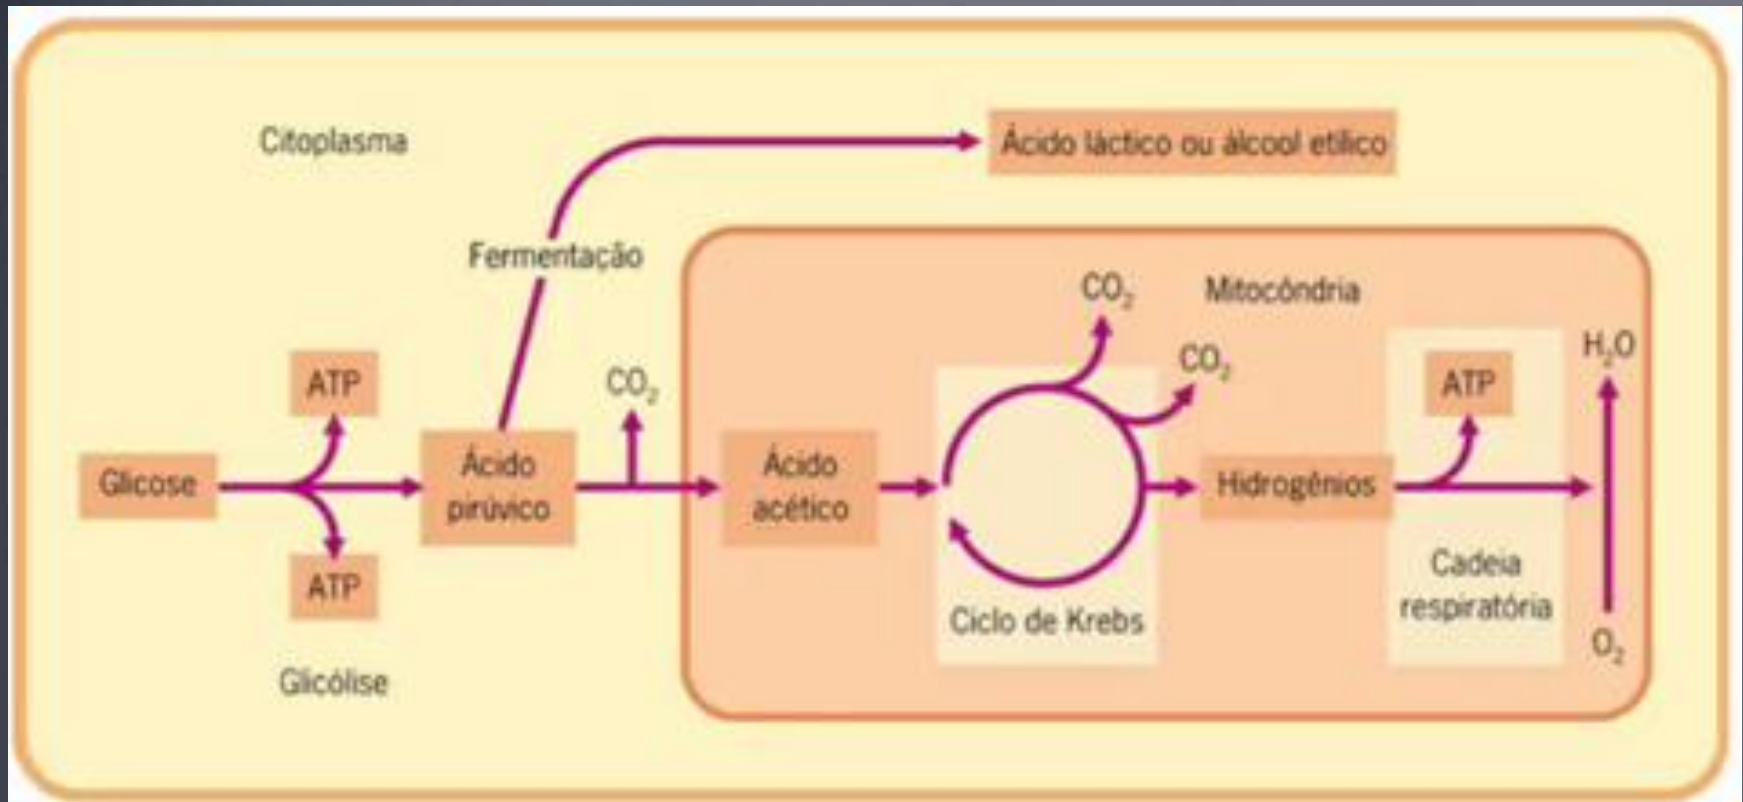 Citoplasma
Ácido láctico ou álcool etílico
Fermentação
CO₂
Mitocôndria
CO₂
H₂O
ATP
CO₂
ATP
Glicose
Ácido
pirúvico
Ácido
acético
Hidrogênios
ATP
Cadeia
respiratória
Ciclo de Krebs
O₂
Glicólise